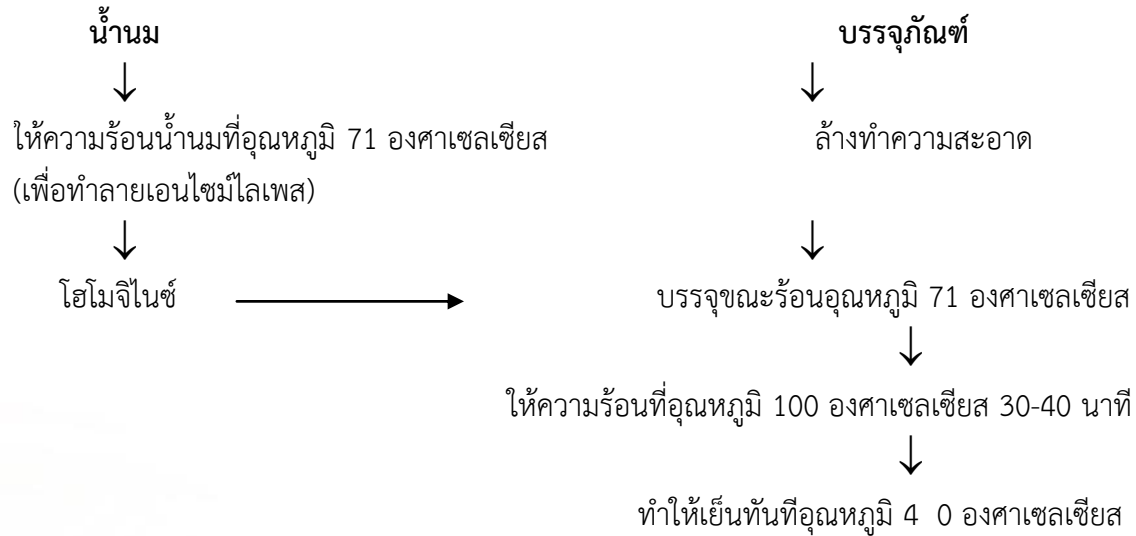 น้ำนม
ให้ความร้อนน้ำนมที่อุณหภูมิ 71 องศาเซลเซียส
(เพื่อทำลายเอนไซม์ไลเพส)
โฮโมจิไนซ์
บรรจุภัณฑ์
ล้างทำความสะอาด
บรรจุขณะร้อนอุณหภูมิ 71 องศาเซลเซียส
ให้ความร้อนที่อุณหภูมิ 100 องศาเซลเซียส 30-40 นาที
ทำให้เย็นทันทีอุณหภูมิ 4 0 องศาเซลเซียส